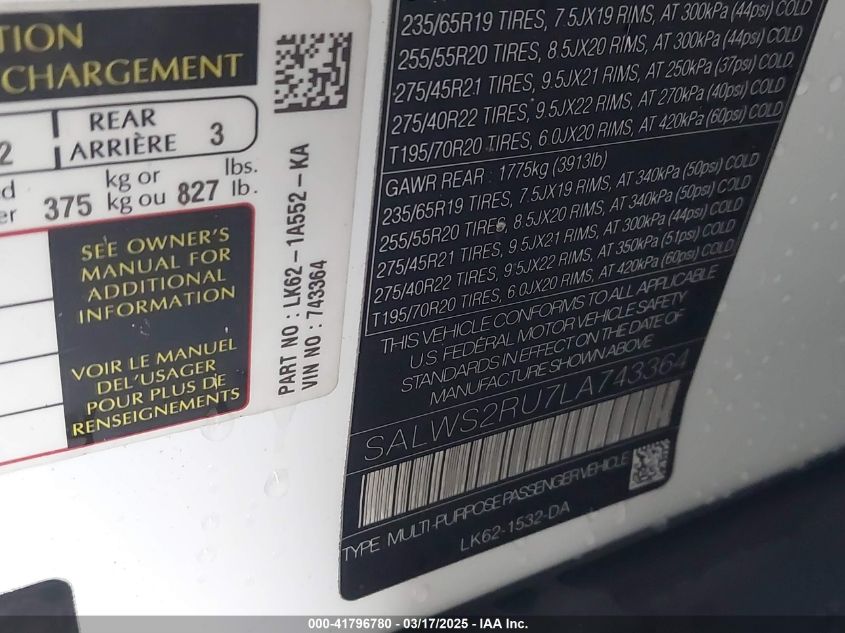 TION
CHARGEMENT
2
REAR
ARRIÈRE
3
kg or
375 kg ou 827 lbs.
lb.
SEE OWNER'S
MANUAL FOR
ADDITIONAL
INFORMATION
VOIR LE MANUEL
DEL'USAGER
POUR PLUS DE
RENSEIGNEMENTS
PART NO : LK62-1A552-KA
VIN NO : 743364
235/65R19 TIRES, 7.5JX19 RIMS, AT 300kPa (44psi) COLD
255/55R20 TIRES, 8.5JX20 RIMS, AT 300kPa (44psi) COLD
275/45R21 TIRES, 9.5JX21 RIMS, AT 250kPa (37psi) COLD
275/40R22 TIRES, 9.5JX22 RIMS, AT 270kPa (40psi) COLD
T195/70R20 TIRES, 6.0JX20 RIMS, AT 420kPa (60psi) COLD
GAWR REAR : 1775kg (3913lb)
235/65R19 TIRES, 7.5JX19 RIMS, AT 340kPa (50psi) COLD
255/55R20 TIRES, 8.5JX20 RIMS, AT 340kPa (50psi) COLD
275/45R21 TIRES, 9.5JX21 RIMS, AT 300kPa (44psi) COLD
275/40R22 TIRES, 9.5JX22 RIMS, AT 350kPa (51psi) COLD
T195/70R20 TIRES, 6.0JX20 RIMS, AT 420kPa (60psi) COLD
THIS VEHICLE CONFORMS TO ALL APPLICABLE
U.S. FEDERAL MOTOR VEHICLE SAFETY
STANDARDS IN EFFECT ON THE DATE OF
MANUFACTURE SHOWN ABOVE
SALWS2RU7LA743364
TYPE MULTI-PURPOSE PASSENGER VEHICLE
LK62-1532-DA
000-41796780 - 03/17/2025 - IAA Inc.